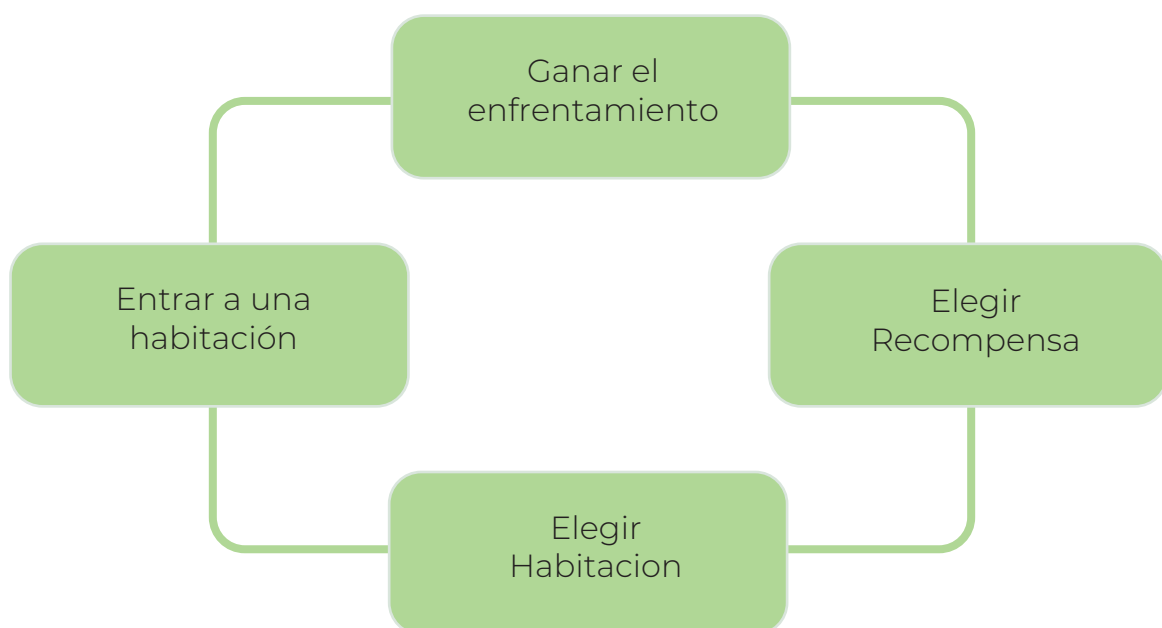 Ganar el
enfrentamiento
Entrar a una
habitación
Elegir
Recompensa
Elegir
Habitacion